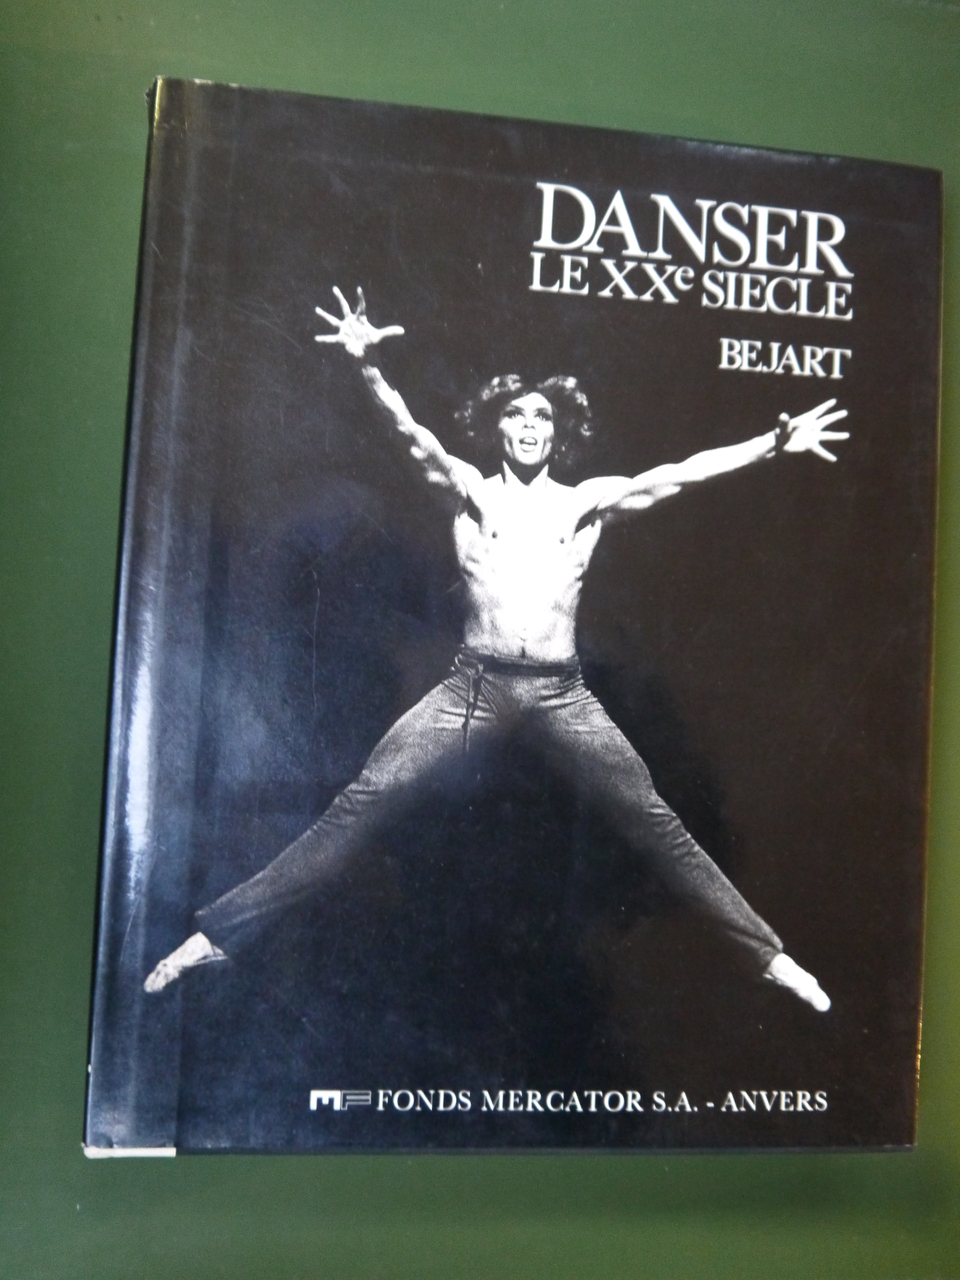 DANSER
LE XXe SIECLE
BEJART
MF FONDS MERCATOR S.A. - ANVERS